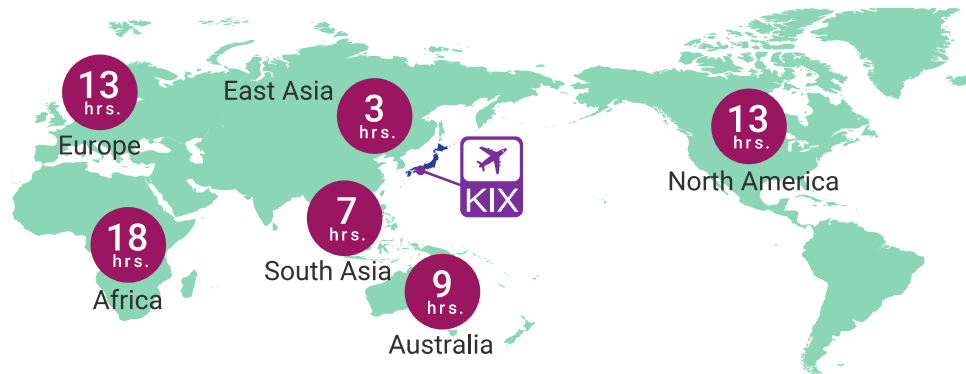 13
hrs.
Europe
East Asia
3
hrs.
KIX
13
hrs.
North America
7
hrs.
South Asia
18
hrs.
Africa
9
hrs.
Australia